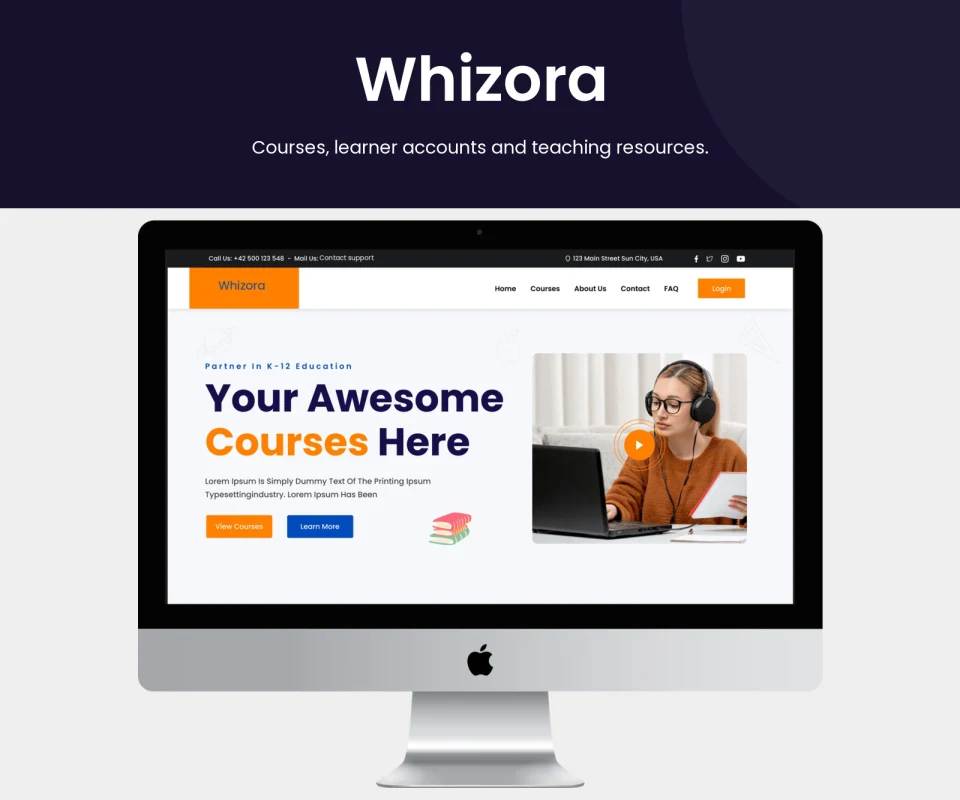 Whizora
Courses, learner accounts and teaching resources.
Call Us: +42 500 123 548 - Mail Us: Contact support
123 Main Street Sun City, USA
Whizora
Home Courses About Us Contact FAQ Login
Partner In K-12 Education
Your Awesome
Courses Here
Lorem Ipsum Is Simply Dummy Text Of The Printing Ipsum
Typesettingindustry. Lorem Ipsum Has Been
View Courses Learn More